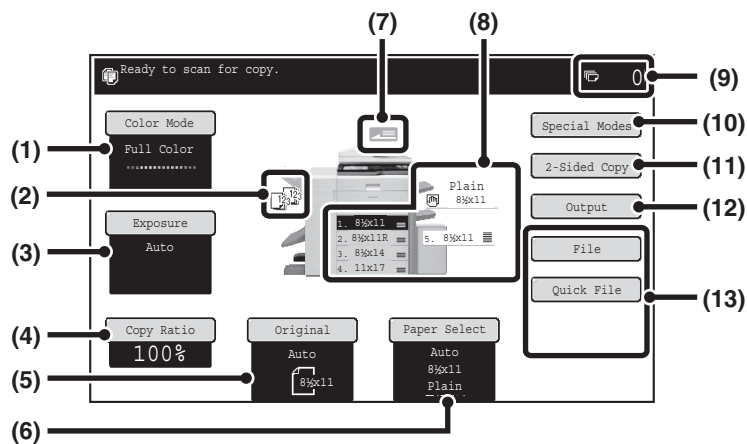 (7)
(8)
Ready to scan for copy.
0
(9)
Color Mode
Full Color
(1)
(2)
123
123
Special Modes
(10)
Plain
8½x11
2-Sided Copy
(11)
Exposure
Auto
(3)
1. 8½x11
2. 8½x11R
3. 8½x14
4. 11x17
5. 8½x11
Output
(12)
File
Quick File
(13)
Copy Ratio
100%
(4)
Original
Auto
8½x11
(5)
Paper Select
Auto
8½x11
Plain
(6)